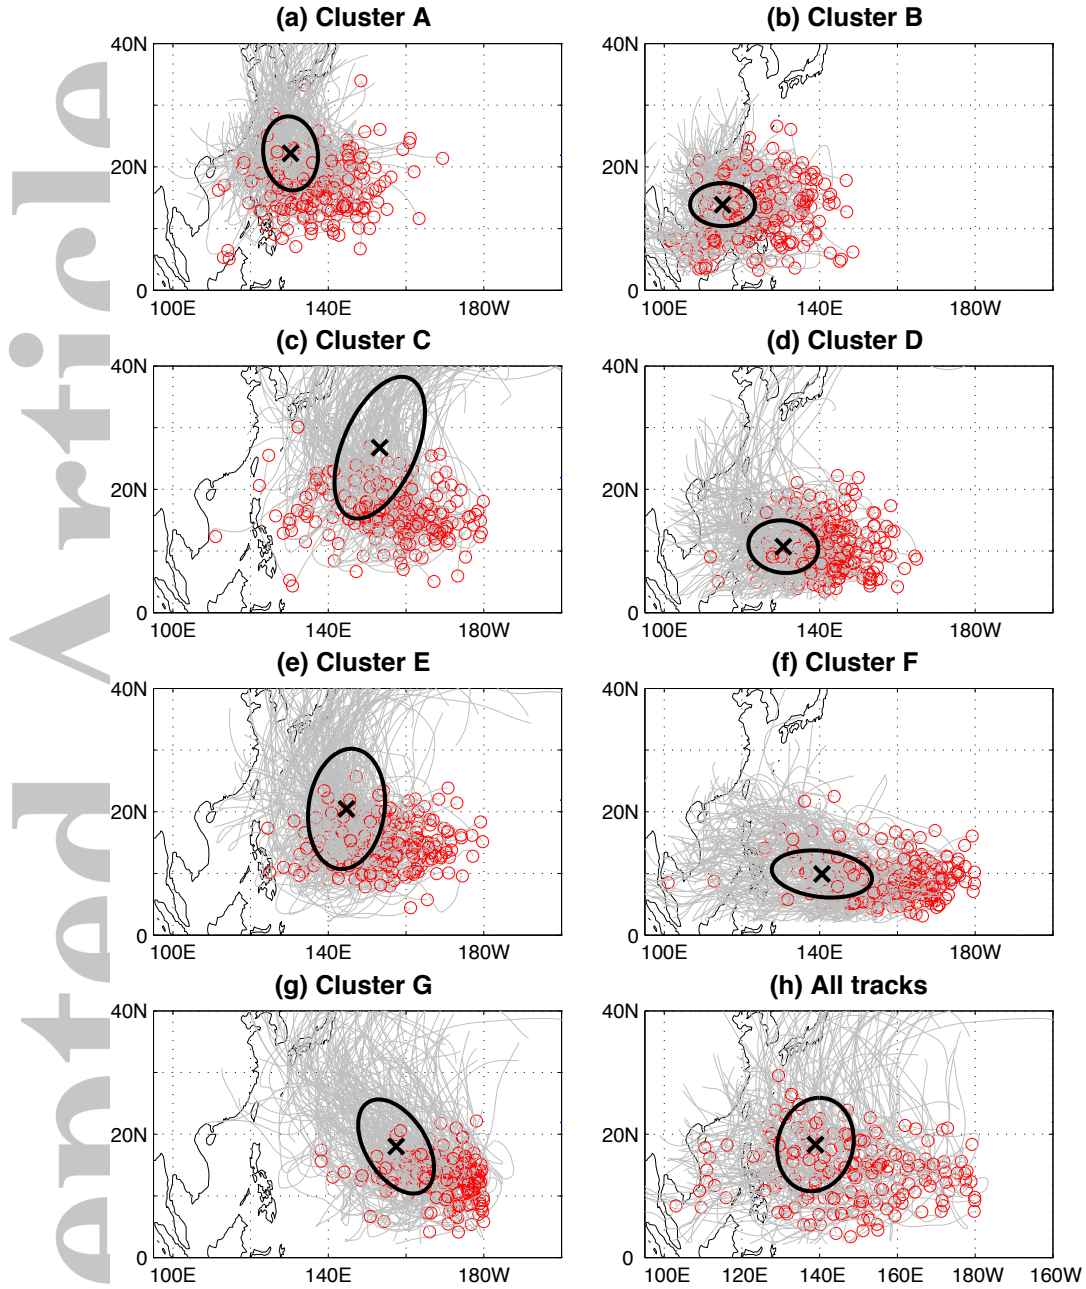 ented Article
(a) Cluster A
40N
20N
0
100E 140E 180W
(b) Cluster B
40N
20N
0
100E 140E 180W
(c) Cluster C
40N
20N
0
100E 140E 180W
(d) Cluster D
40N
20N
0
100E 140E 180W
(e) Cluster E
40N
20N
0
100E 140E 180W
(f) Cluster F
40N
20N
0
100E 140E 180W
(g) Cluster G
40N
20N
0
100E 140E 180W
(h) All tracks
40N
20N
0
100E 120E 140E 160E 180W 160W